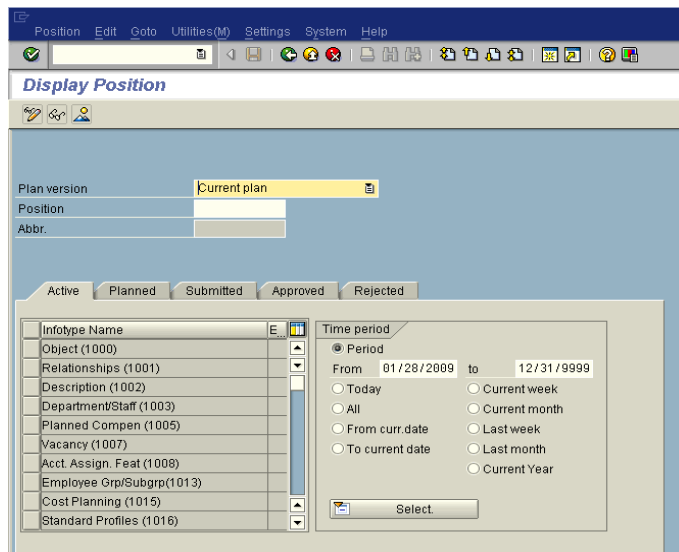 Position Edit Goto Utilities(M) Settings System Help
Display Position
Plan version Current plan
Position
Abbr.
Active Planned Submitted Approved Rejected
Infotype Name E...
Object (1000)
Relationships (1001)
Description (1002)
Department/Staff (1003)
Planned Compen (1005)
Vacancy (1007)
Acct. Assign. Feat (1008)
Employee Grp/Subgrp(1013)
Cost Planning (1015)
Standard Profiles (1016)
Time period
Period
From 01/28/2009 to 12/31/9999
Today Current week
All Current month
From curr.date Last week
To current date Last month
Current Year
Select.